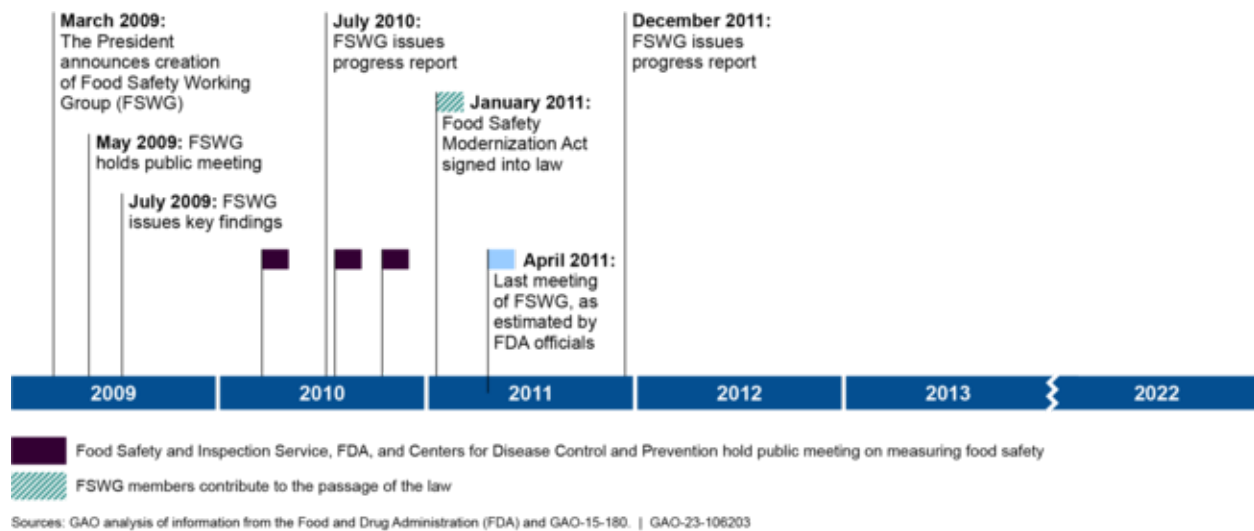 March 2009:
The President
announces creation
of Food Safety Working
Group (FSWG)
May 2009: FSWG
holds public meeting
July 2009: FSWG
issues key findings
July 2010:
FSWG issues
progress report
January 2011:
Food Safety
Modernization Act
signed into law
April 2011:
Last meeting
of FSWG, as
estimated by
FDA officials
December 2011:
FSWG issues
progress report
2009
2010
2011
2012
2013
2022
Food Safety and Inspection Service, FDA, and Centers for Disease Control and Prevention hold public meeting on measuring food safety
FSWG members contribute to the passage of the law
Sources: GAO analysis of information from the Food and Drug Administration (FDA) and GAO-15-180. | GAO-23-106203